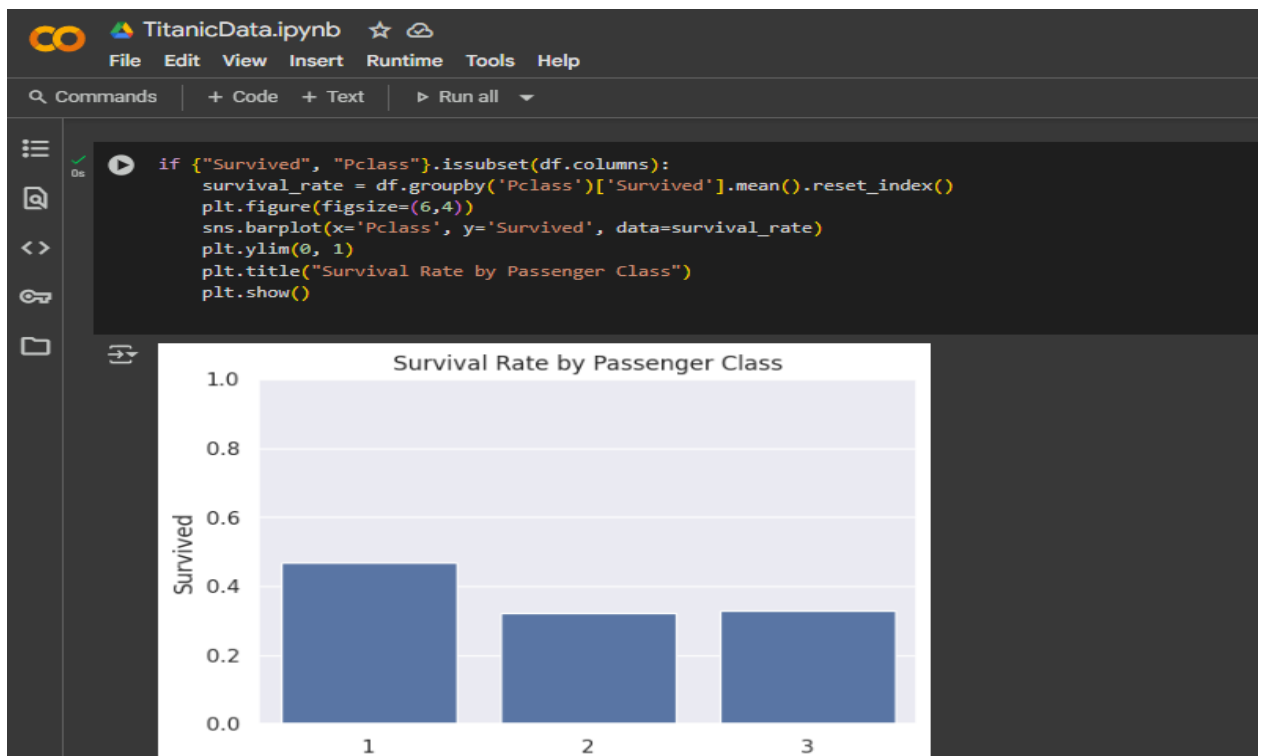 TitanicData.ipynb
File Edit View Insert Runtime Tools Help
Commands + Code + Text Run all
0s
if {"Survived", "Pclass"}.issubset(df.columns):
    survival_rate = df.groupby('Pclass')['Survived'].mean().reset_index()
    plt.figure(figsize=(6,4))
    sns.barplot(x='Pclass', y='Survived', data=survival_rate)
    plt.ylim(0, 1)
    plt.title("Survival Rate by Passenger Class")
    plt.show()
Survival Rate by Passenger Class
1.0
0.8
0.6
0.4
0.2
0.0
Survived
1 2 3